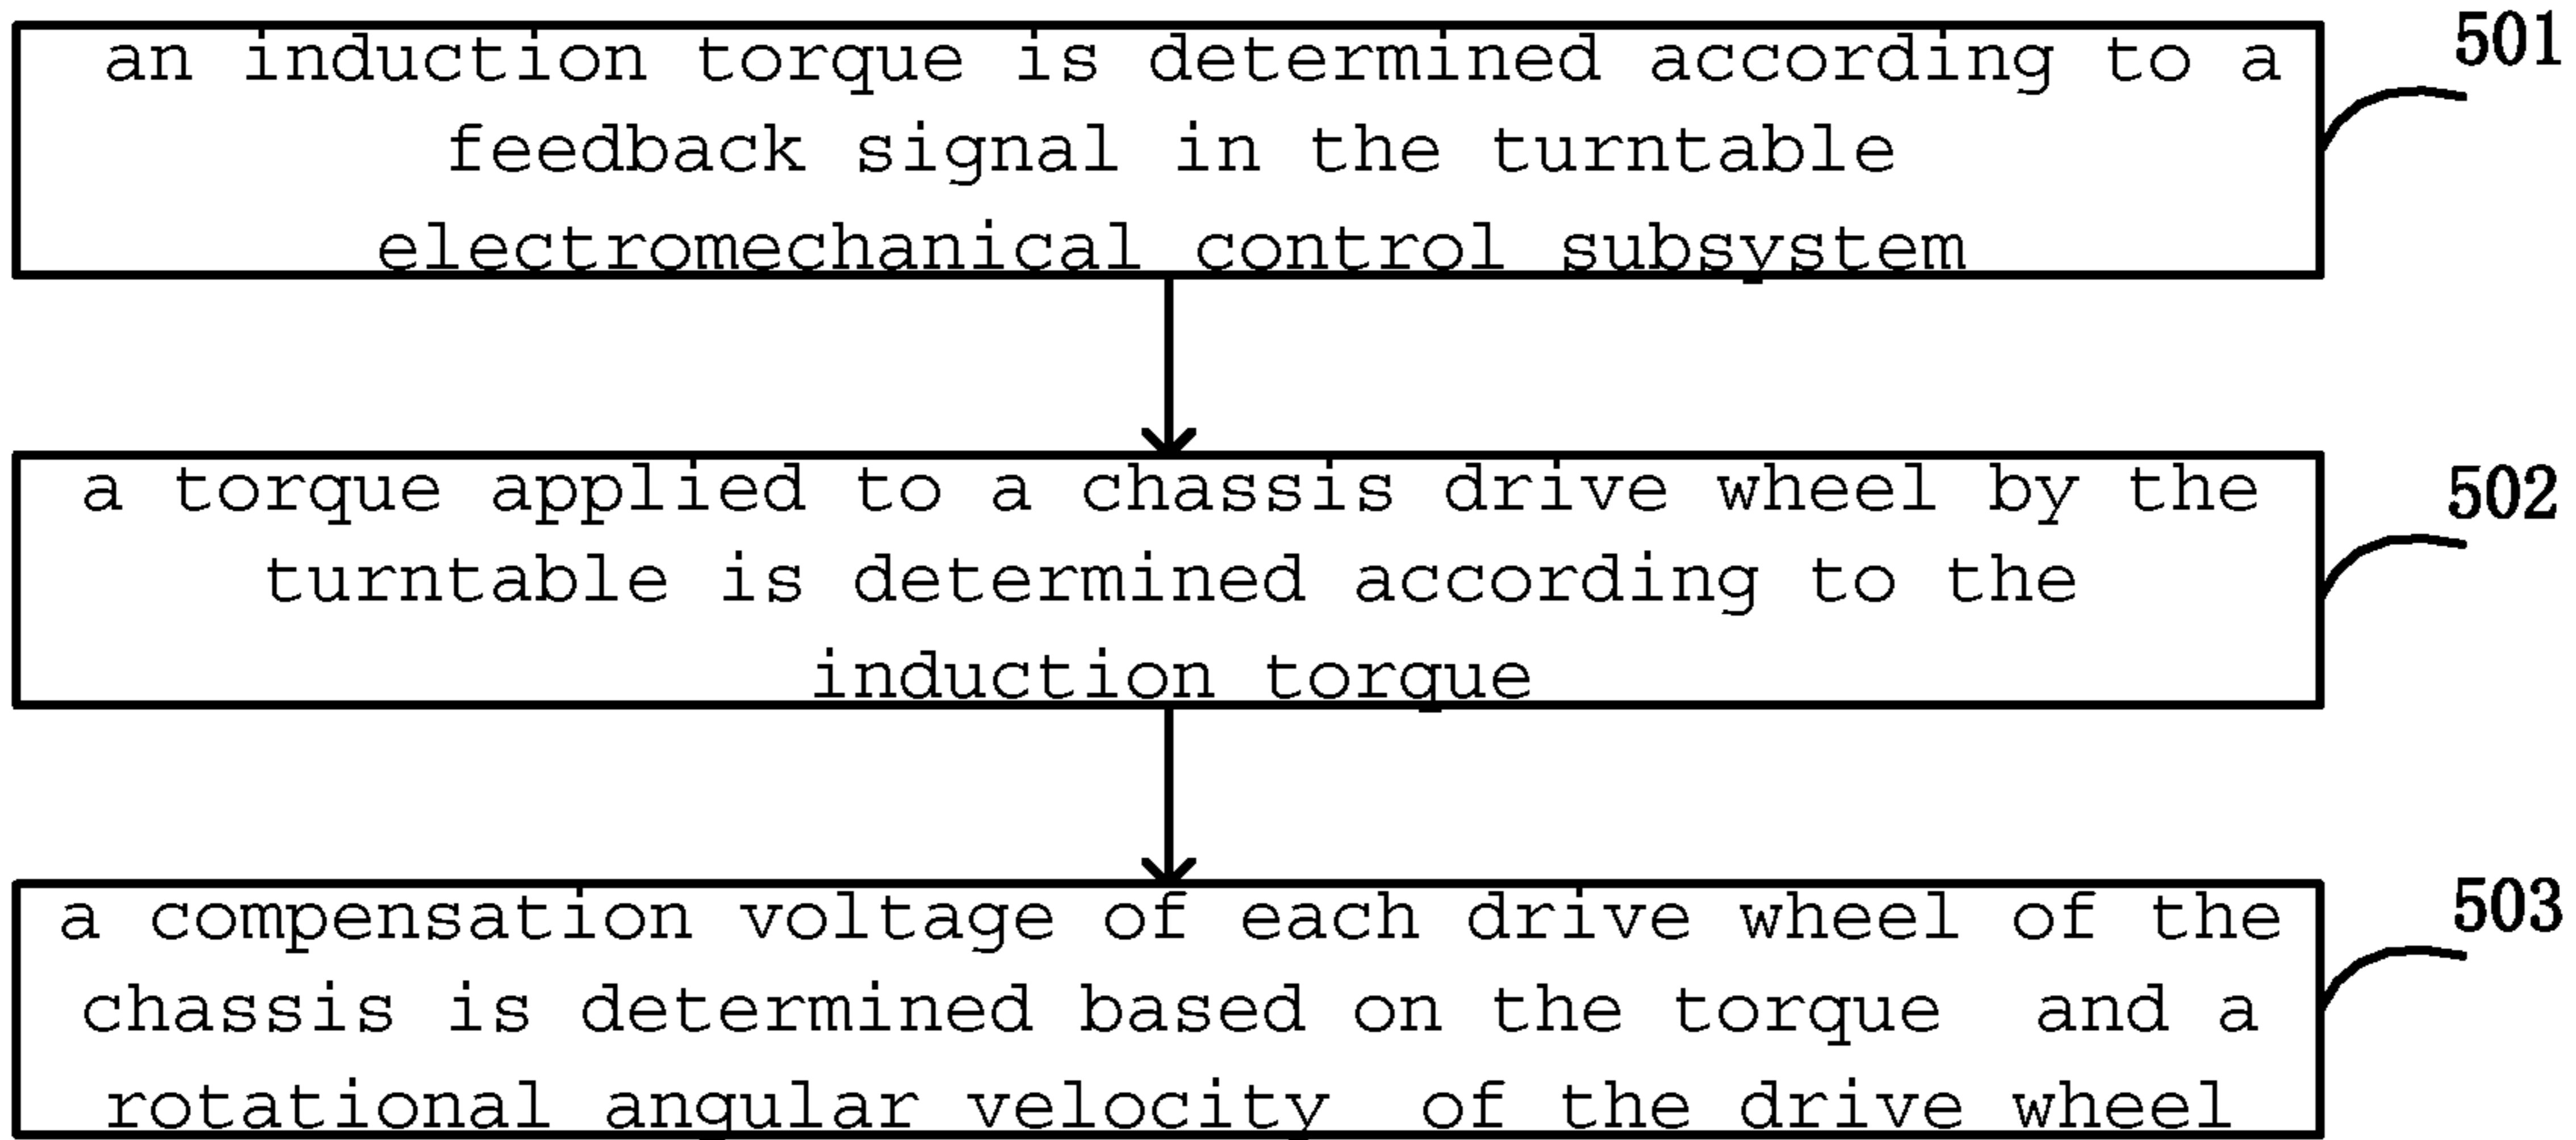 an induction torque is determined according to a
feedback signal in the turntable
electromechanical control subsystem
501
a torque applied to a chassis drive wheel by the
turntable is determined according to the
induction torque
502
a compensation voltage of each drive wheel of the
chassis is determined based on the torque and a
rotational angular velocity of the drive wheel
503